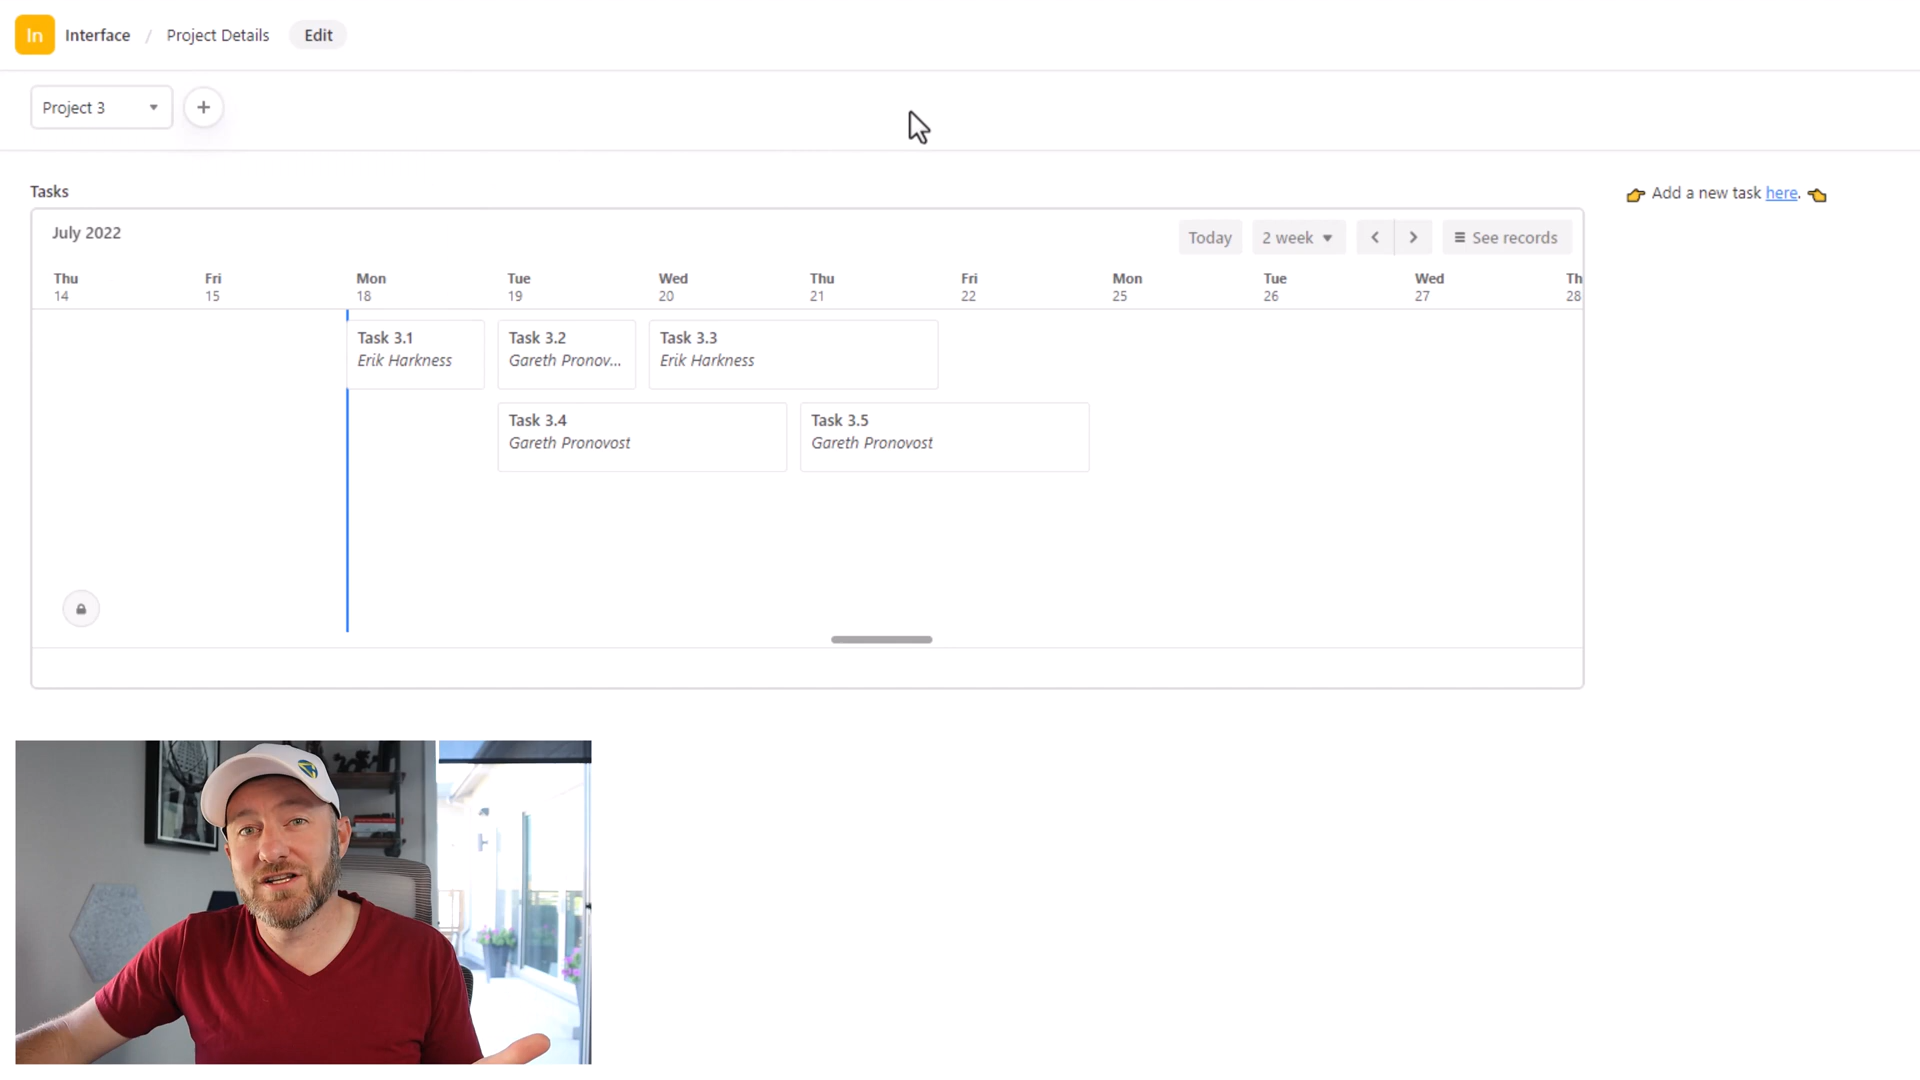 In Interface / Project Details Edit
Project 3 +
Tasks
👉 Add a new task here. 👈
July 2022
Today 2 week See records
Thu Fri Mon Tue Wed Thu Fri Mon Tue Wed Th
14 15 18 19 20 21 22 25 26 27 28
Task 3.1 Task 3.2 Task 3.3
Erik Harkness Gareth Pronov... Erik Harkness
Task 3.4 Task 3.5
Gareth Pronovost Gareth Pronovost